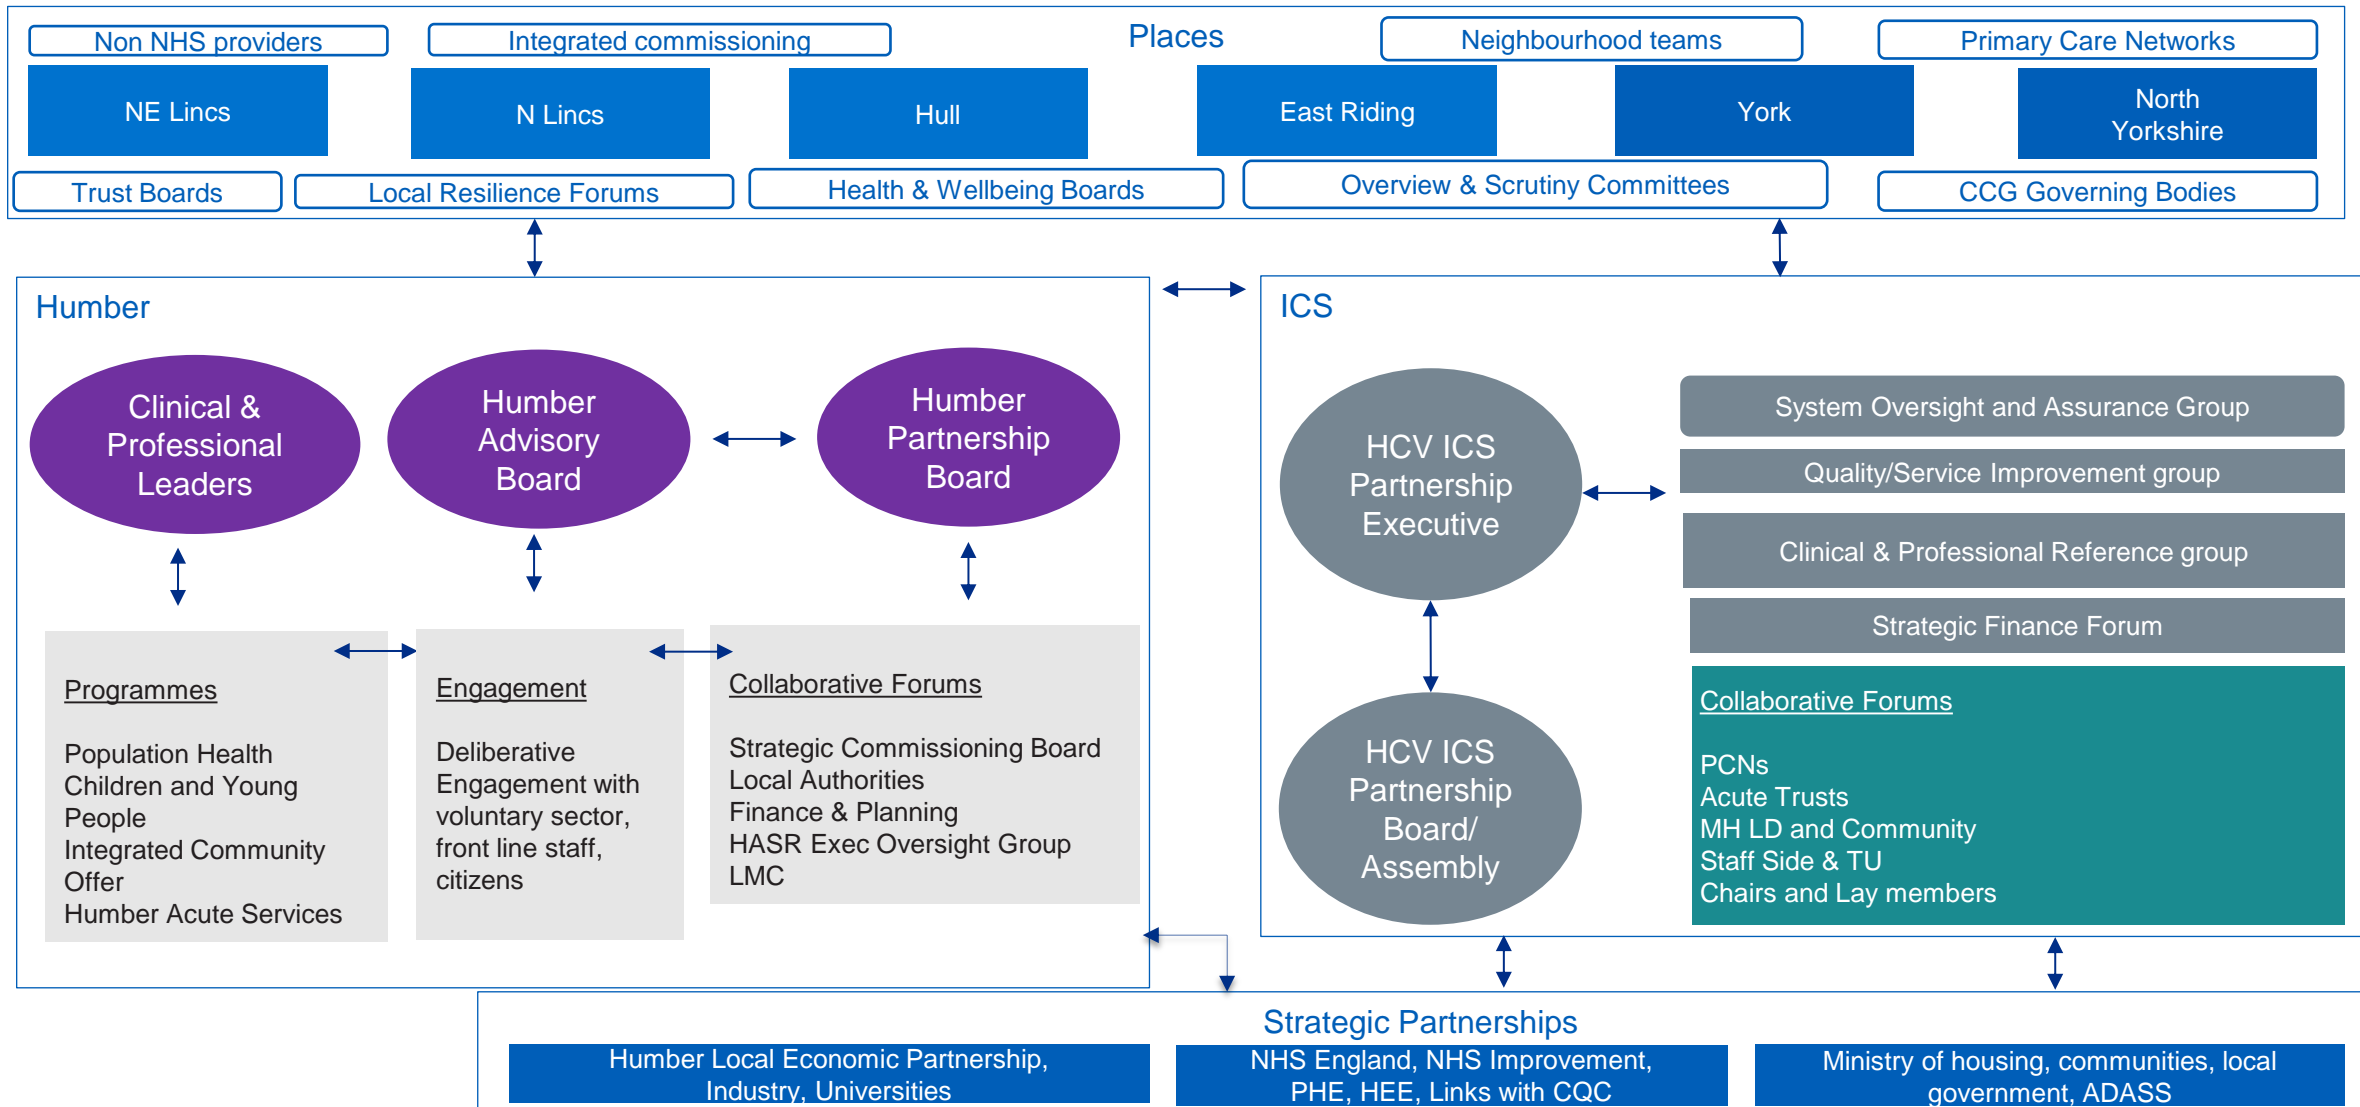 Places
Non NHS providers
Integrated commissioning
Neighbourhood teams
Primary Care Networks
NE Lincs
N Lincs
Hull
East Riding
York
North
Yorkshire
Trust Boards
Local Resilience Forums
Health & Wellbeing Boards
Overview & Scrutiny Committees
CCG Governing Bodies
Humber
Clinical &
Professional
Leaders
Humber
Advisory
Board
Humber
Partnership
Board
Programmes
Population Health
Children and Young
People
Integrated Community
Offer
Humber Acute Services
Engagement
Deliberative
Engagement with
voluntary sector,
front line staff,
citizens
Collaborative Forums
Strategic Commissioning Board
Local Authorities
Finance & Planning
HASR Exec Oversight Group
LMC
ICS
HCV ICS
Partnership
Executive
HCV ICS
Partnership
Board/
Assembly
System Oversight and Assurance Group
Quality/Service Improvement group
Clinical & Professional Reference group
Strategic Finance Forum
Collaborative Forums
PCNs
Acute Trusts
MH LD and Community
Staff Side & TU
Chairs and Lay members
Strategic Partnerships
Humber Local Economic Partnership,
Industry, Universities
NHS England, NHS Improvement,
PHE, HEE, Links with CQC
Ministry of housing, communities, local
government, ADASS